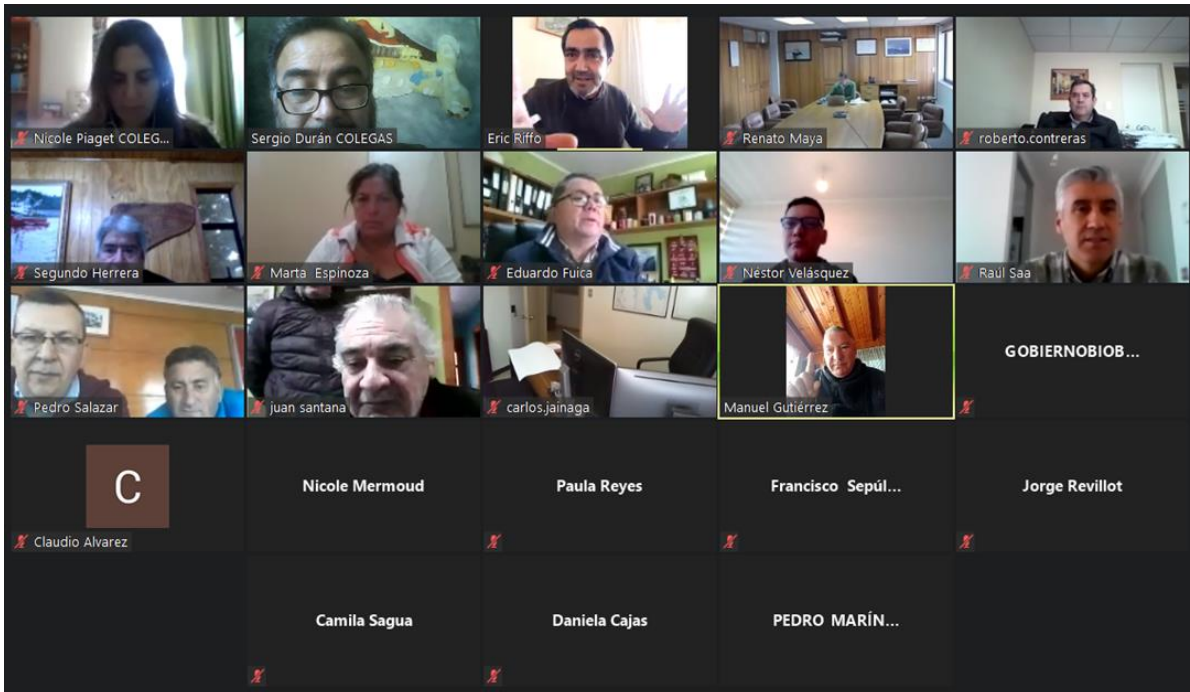 Nicole Piaget COLEG...
Sergio Durán COLEGAS
Eric Riffo
Renato Maya
roberto.contreras
Segundo Herrera
Marta Espinoza
Eduardo Fuica
Néstor Velásquez
Raúl Saa
Pedro Salazar
juan santana
carlos.jainaga
Manuel Gutiérrez
GOBIERNOBIOB...
C
Claudio Alvarez
Nicole Mermoud
Paula Reyes
Francisco Sepúl...
Jorge Revillot
Camila Sagua
Daniela Cajas
PEDRO MARÍN...